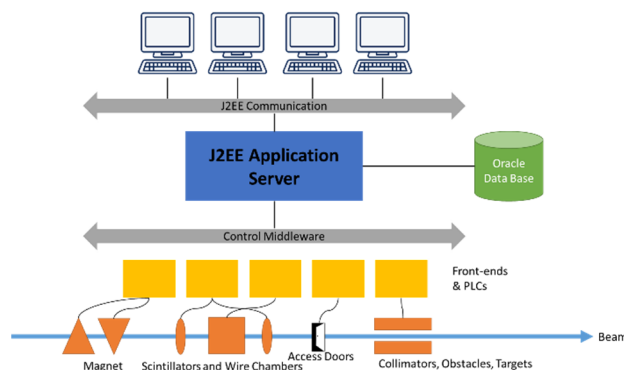 J2EE Communication
J2EE Application
Server
Oracle
Data Base
Control Middleware
Front-ends
& PLCs
Beam
Magnet
Scintillators and Wire Chambers
Access Doors
Collimators, Obstacles, Targets